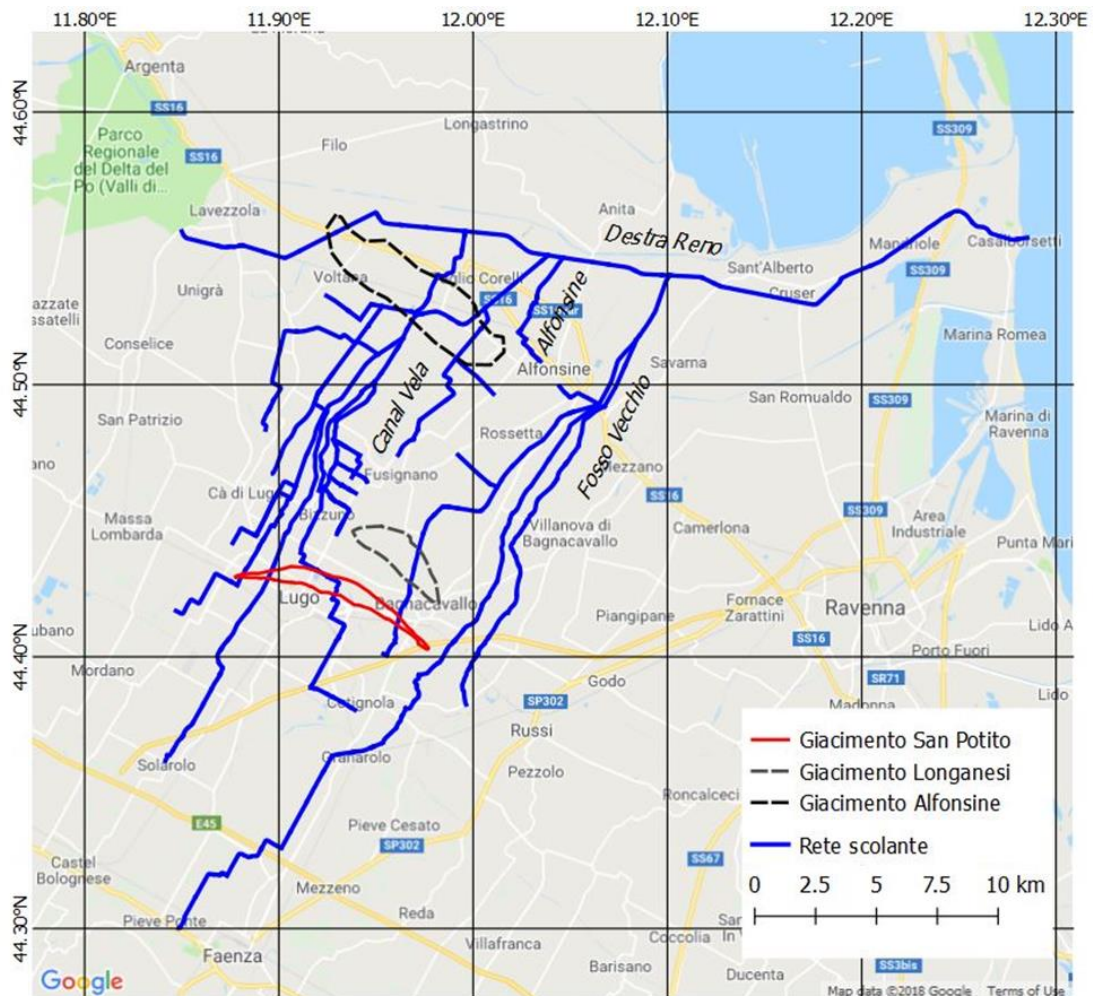 11.80°E
11.90°E
12.00°E
12.10°E
12.20°E
12.30°E
44.60°N
44.50°N
44.40°N
44.30°N
Argenta
SS16
SS309
Longastrino
Parco
Regionale
del Delta del
Po (Valli di...
Filo
SS16
Lavezzola
Anita
Destra Reno
Mandriole
Casalborsetti
Voltana
glio Corelli
Sant'Alberto
SS309
Unigrà
SS16
Cruser
Alfonsine
Marina Romea
Conselice
Canal Vela
Alfonsine
Savarna
San Romualdo
SS309
San Patrizio
Rossetta
Fosso Vecchio
Marina di
Ravenna
Mezzano
Fusignano
SS16
Cà di Lug
Massa
Lombarda
Bizzuno
Villanova di
Bagnacavallo
Camerlona
SS309
Area
Industriale
Punta Mari
Lugo
Bagnacavallo
Piangipane
Fornace
Zarattini
Ravenna
SS16
Lido A
Mordano
Porto Fuori
Godo
SR71
Cotignola
SP302
Lido
Madonna
Russi
Solarolo
Granarolo
Pezzolo
Roncalceci
E45
Pieve Cesato
SP302
SS67
Castel
Bolognese
Mezzeno
Reda
Pieve Ponte
Faenza
Villafranca
Coccolia
Barisano
Ducenta
SS3bis
Giacimento San Potito
Giacimento Longanesi
Giacimento Alfonsine
Rete scolante
0 2.5 5 7.5 10 km
Google
Map data ©2018 Google Terms of Use